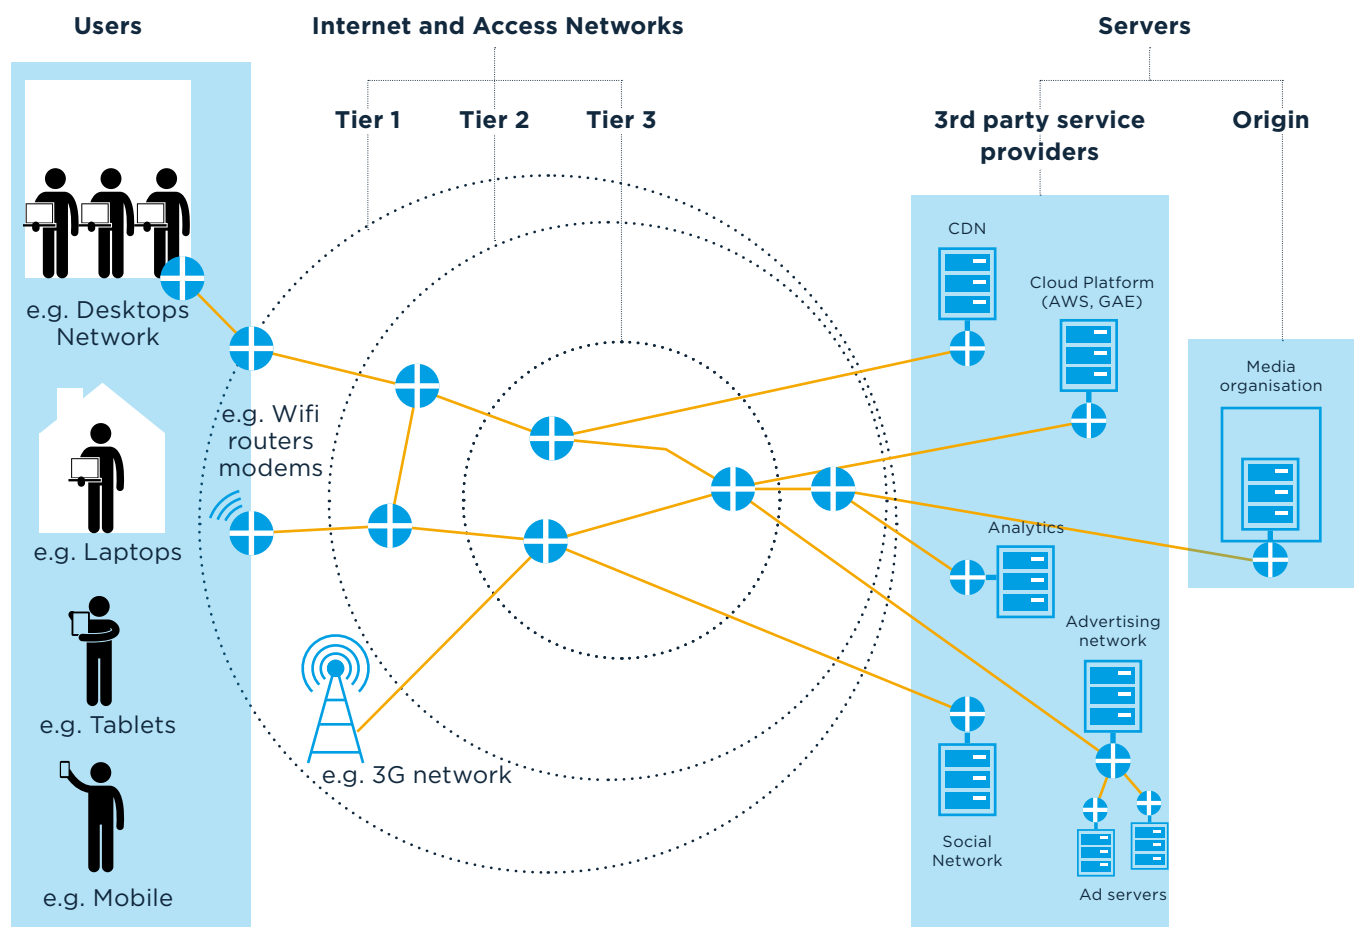 Users
Internet and Access Networks
Servers
Tier 1
Tier 2
Tier 3
3rd party service
providers
Origin
e.g. Desktops
Network
e.g. Wifi
routers
modems
e.g. Laptops
e.g. Tablets
e.g. Mobile
e.g. 3G network
CDN
Cloud Platform
(AWS, GAE)
Analytics
Advertising
network
Social
Network
Ad servers
Media
organisation